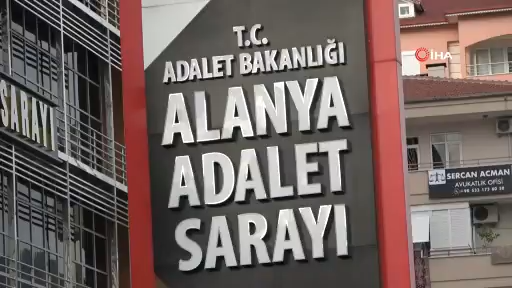 T.C.
ADALET BAKANLIĞI
ALANYA
ADALET
SARAYI
SARAYI
İHA
SERCAN ACMAN
AVUKATLIK OFİSİ